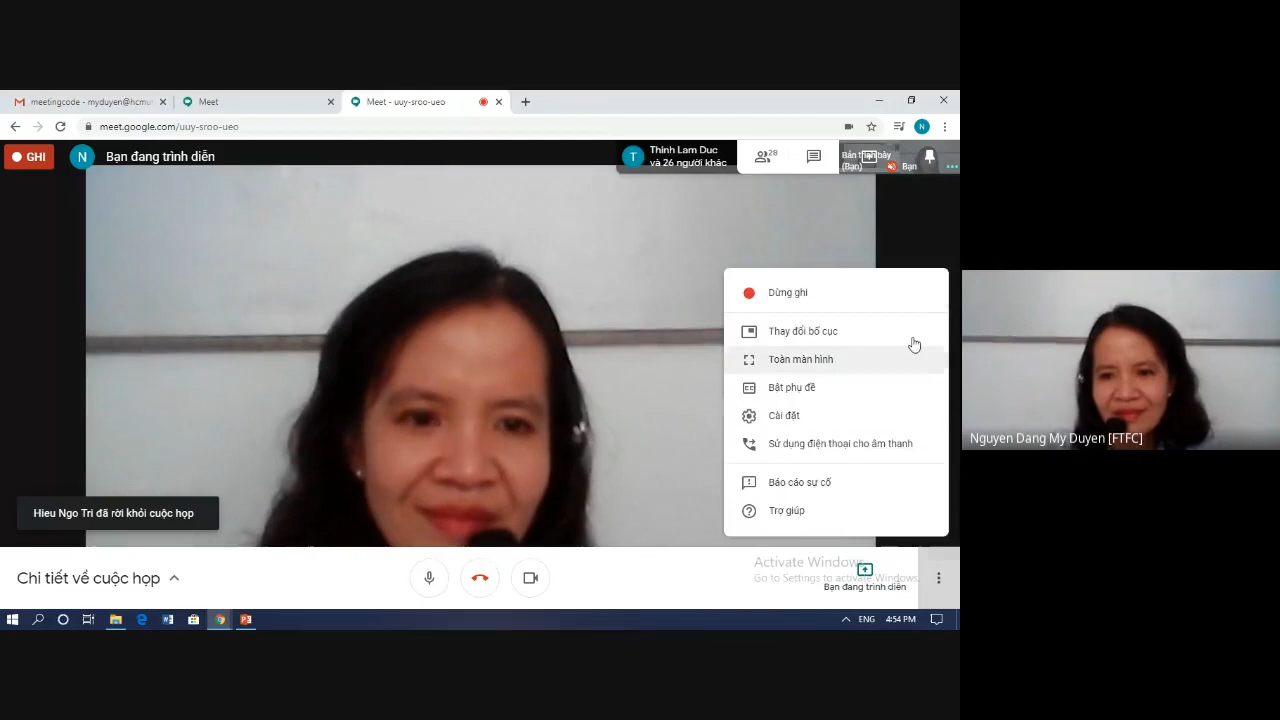 meetingcode - myduyen@hcmu
Meet
Meet - uuy-sroo-ueo
meet.google.com/uuy-sroo-ueo
N
GHI
N
Bạn đang trình diễn
T
Thinh Lam Duc
và 26 người khác
28
Bản trình bày
(Bạn)
Bạn
Dừng ghi
Thay đổi bố cục
Toàn màn hình
Bật phụ đề
Cài đặt
Sử dụng điện thoại cho âm thanh
Báo cáo sự cố
Trợ giúp
Nguyen Dang My Duyen [FTFC]
Hieu Ngo Tri đã rời khỏi cuộc họp
Chi tiết về cuộc họp
Activate Windows
Go to Settings to activate Windows.
Bạn đang trình diễn
ENG
4:54 PM